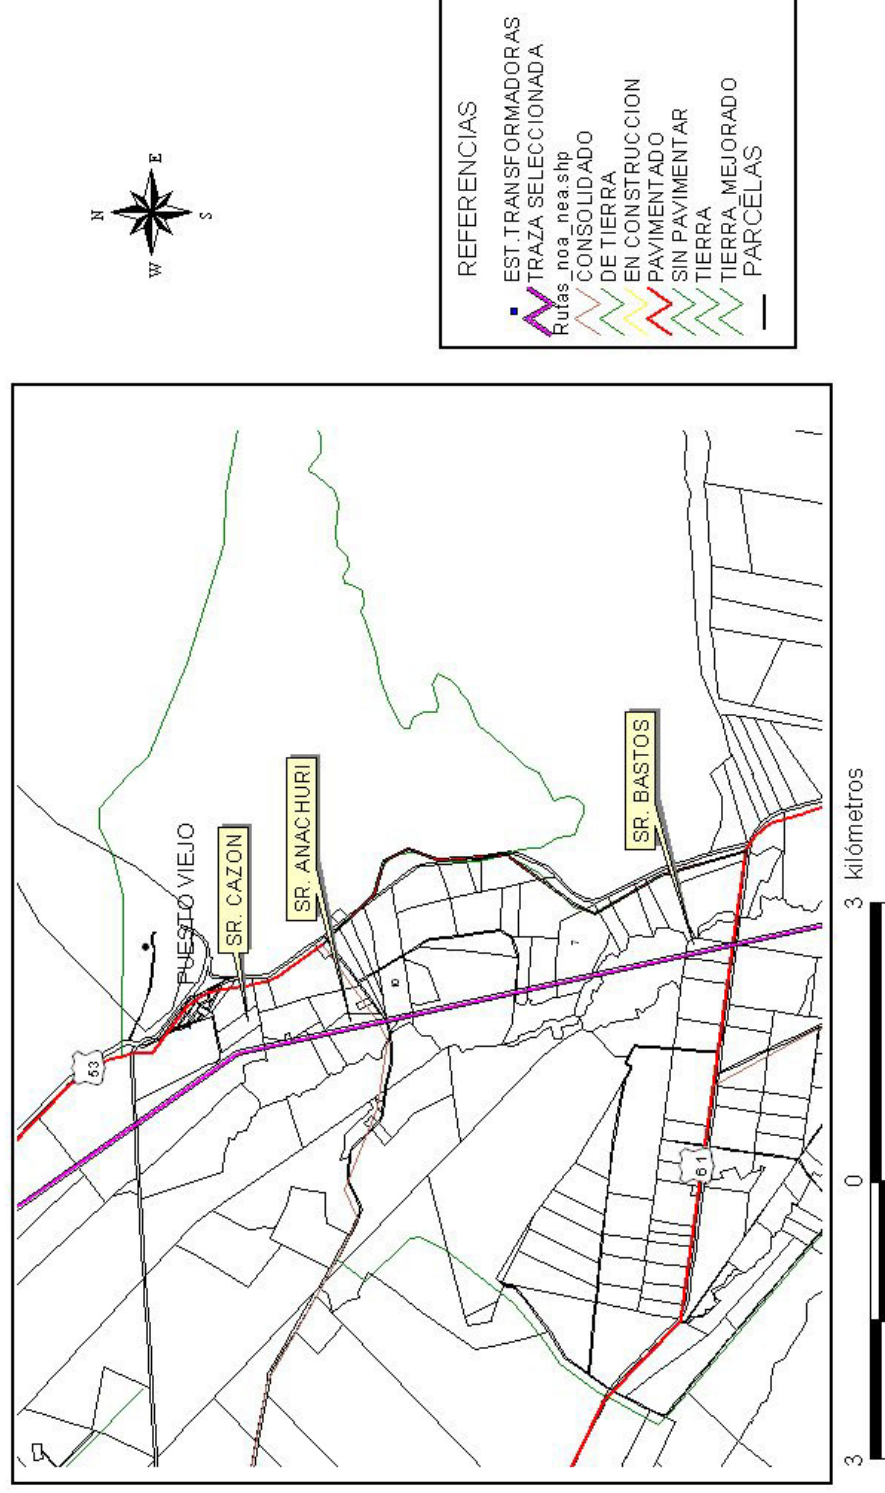 N
W
E
S
REFERENCIAS
EST.TRANSFORMADORAS
TRAZA SELECCIONADA
Rutas_noa_nea.shp
CONSOLIDADO
DE TIERRA
EN CONSTRUCCION
PAVIMENTADO
SIN PAVIMENTAR
TIERRA
TIERRA_MEJORADO
PARCELAS
53
PUESTO VIEJO
SR. CAZON
SR. ANACHURI
SR. BASTOS
7
61
3
0
3 kilómetros